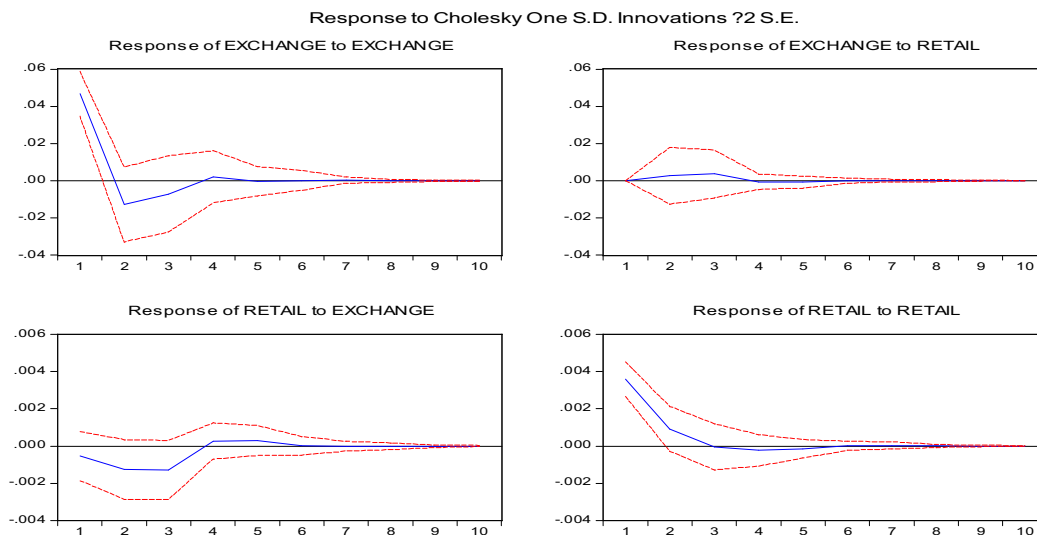 Response to Cholesky One S.D. Innovations ?2 S.E.
Response of EXCHANGE to EXCHANGE
.06
.04
.02
.00
-.02
-.04
1 2 3 4 5 6 7 8 9 10
Response of EXCHANGE to RETAIL
.06
.04
.02
.00
-.02
-.04
1 2 3 4 5 6 7 8 9 10
Response of RETAIL to EXCHANGE
.006
.004
.002
.000
-.002
-.004
1 2 3 4 5 6 7 8 9 10
Response of RETAIL to RETAIL
.006
.004
.002
.000
-.002
-.004
1 2 3 4 5 6 7 8 9 10